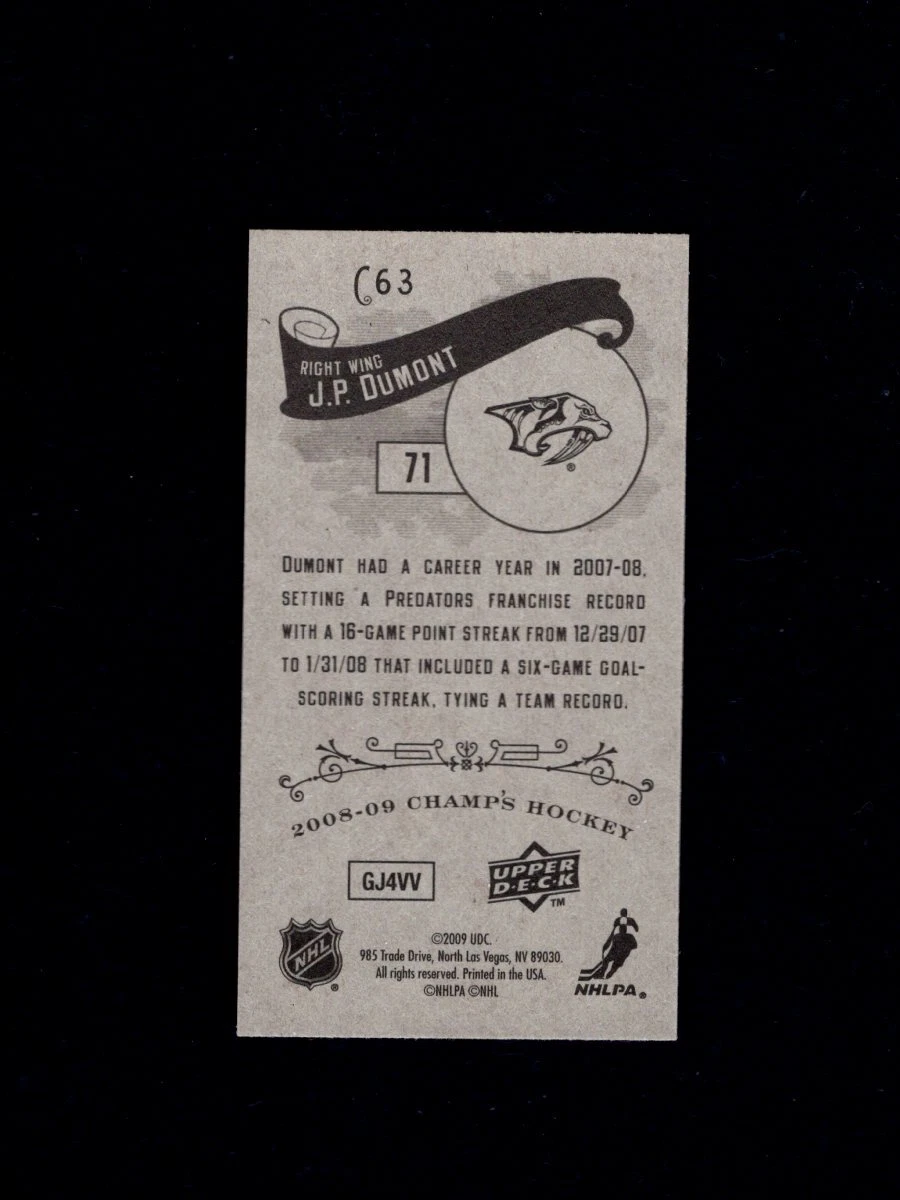 C63
RIGHT WING
J.P. DUMONT
71
®
DUMONT HAD A CAREER YEAR IN 2007-08,
SETTING A PREDATORS FRANCHISE RECORD
WITH A 16-GAME POINT STREAK FROM 12/29/07
TO 1/31/08 THAT INCLUDED A SIX-GAME GOAL-
SCORING STREAK, TYING A TEAM RECORD.
2008-09 CHAMP'S HOCKEY
GJ4VV
UPPER
D·E·C·K
TM
NHL
®
©2009 UDC.
985 Trade Drive, North Las Vegas, NV 89030.
All rights reserved. Printed in the USA.
©NHLPA ©NHL
NHLPA®